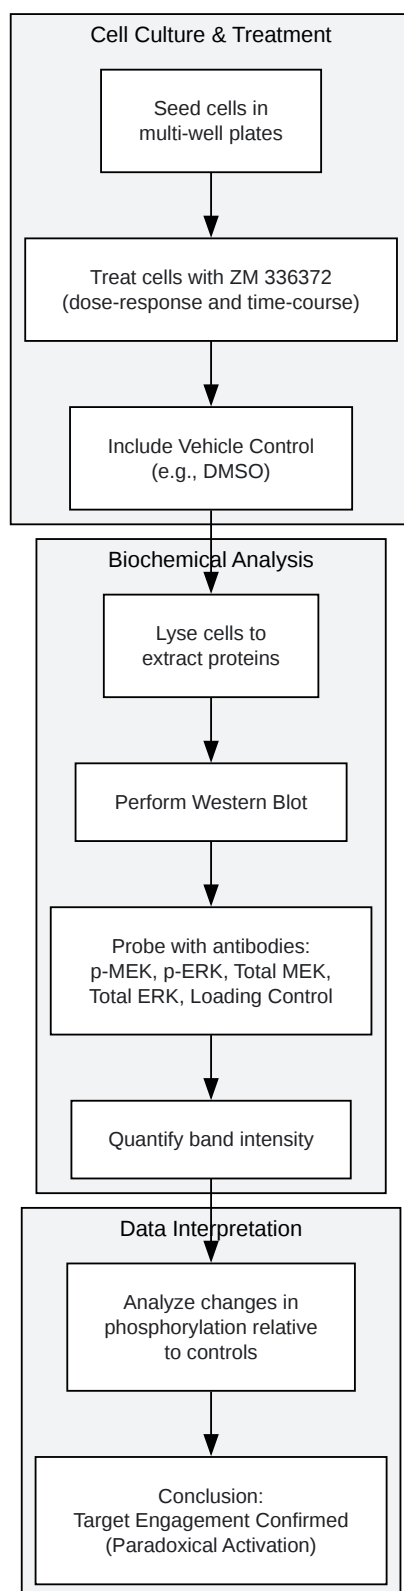 Cell Culture & Treatment
Seed cells in
multi-well plates
Treat cells with ZM 336372
(dose-response and time-course)
Include Vehicle Control
(e.g., DMSO)
Biochemical Analysis
Lyse cells to
extract proteins
Perform Western Blot
Probe with antibodies:
p-MEK, p-ERK, Total MEK,
Total ERK, Loading Control
Quantify band intensity
Data Interpretation
Analyze changes in
phosphorylation relative
to controls
Conclusion:
Target Engagement Confirmed
(Paradoxical Activation)